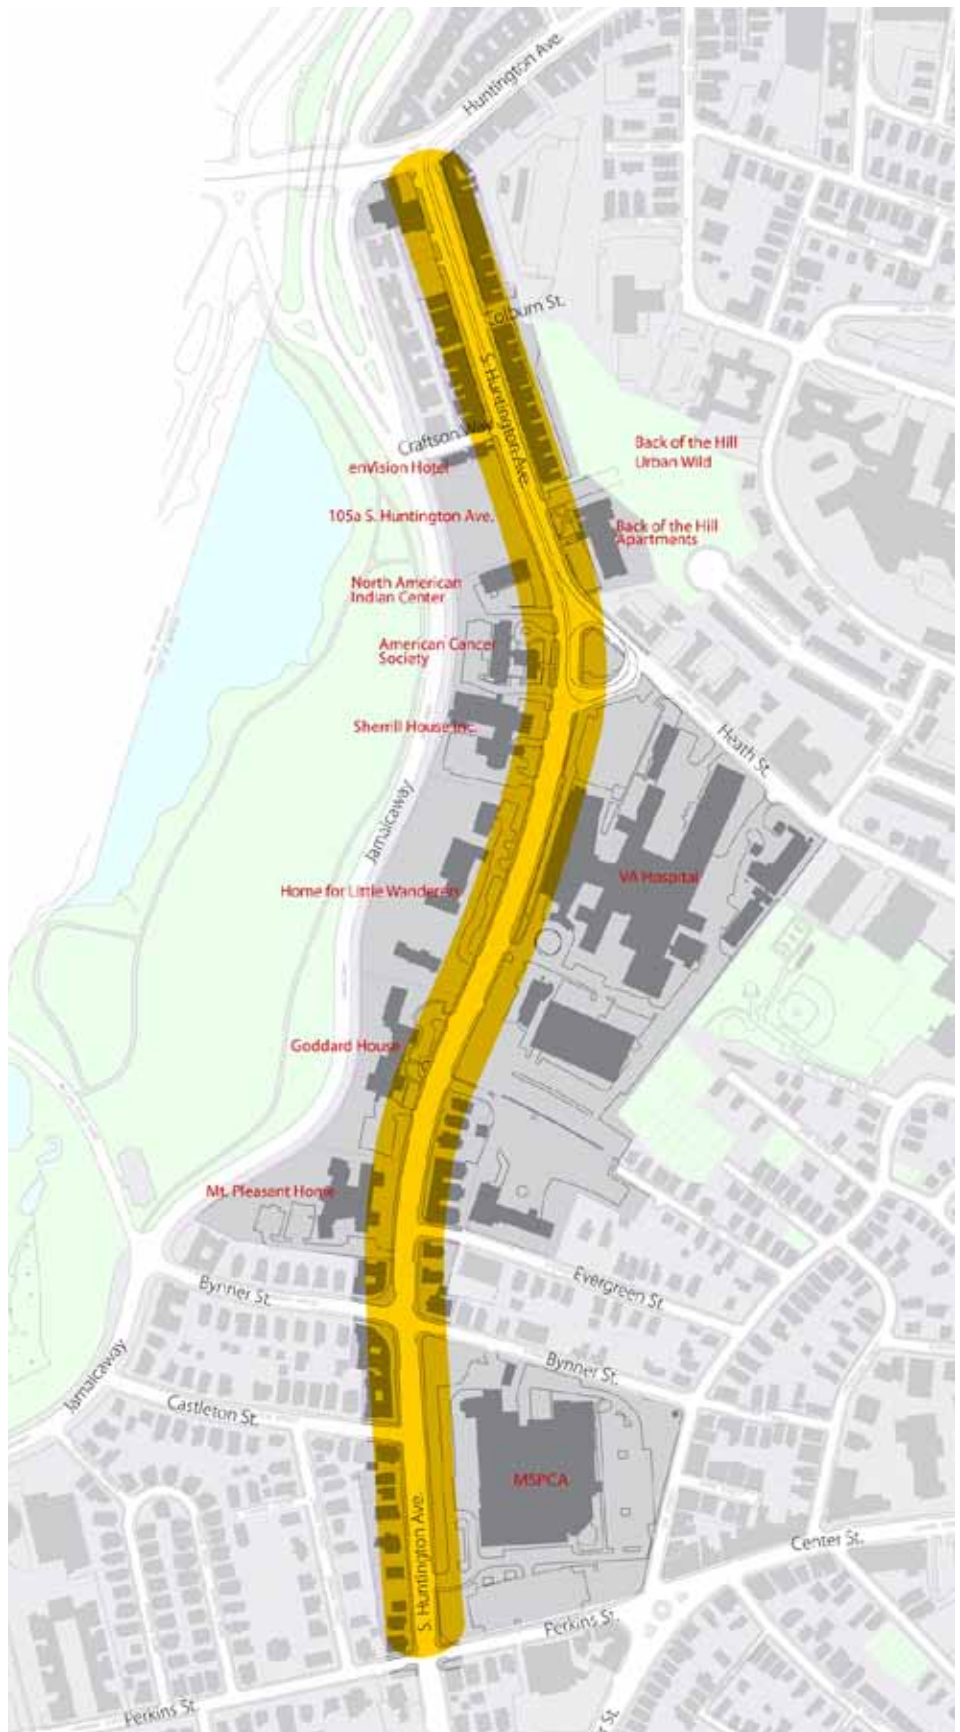 Huntington Ave.
Colburn St.
S. Huntington Ave.
Craftson Way
enVision Hotel
Back of the Hill
Urban Wild
105a S. Huntington Ave.
Back of the Hill
Apartments
North American
Indian Center
American Cancer
Society
Sherrill House Inc.
Heath St.
Jamaicaway
VA Hospital
Home for Little Wanderers
Goddard House
Mt. Pleasant Home
Bynner St.
Evergreen St.
Jamaicaway
Bynner St.
Castleton St.
MSPCA
S. Huntington Ave.
Center St.
Perkins St.
Perkins St.
St.